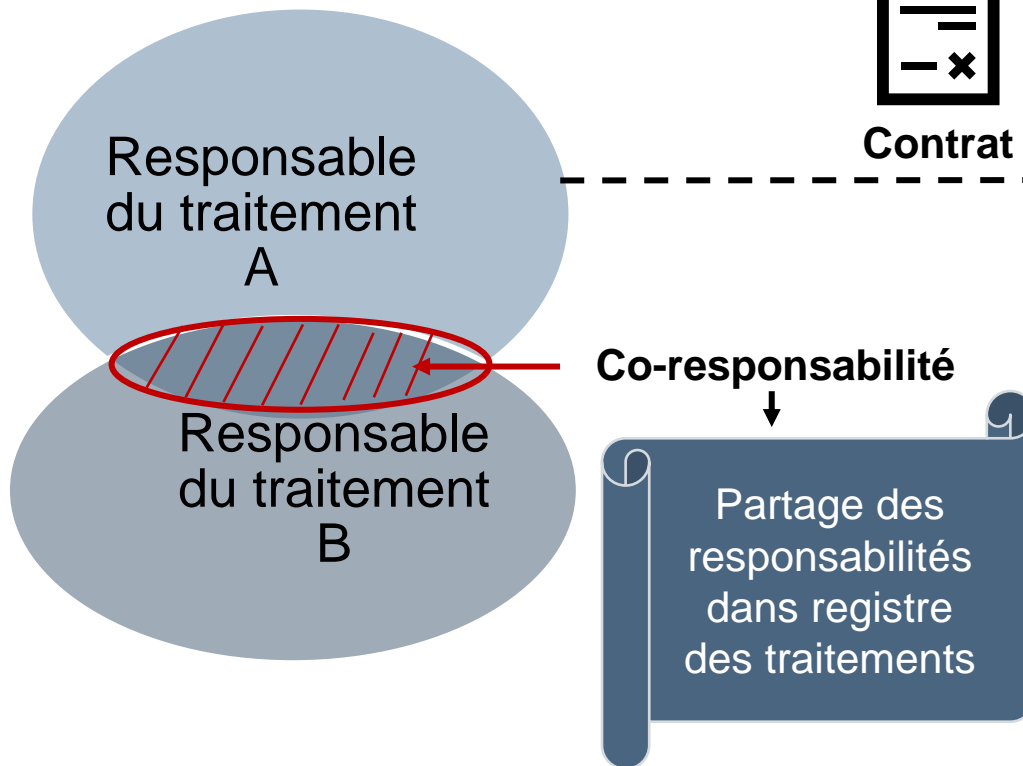 Responsable
du traitement
A
Contrat
Co-responsabilité
Responsable
du traitement
B
Partage des
responsabilités
dans registre
des traitements